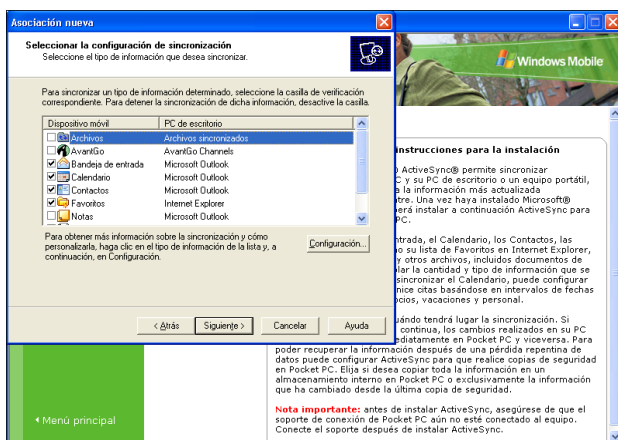 Asociación nueva
Seleccionar la configuración de sincronización
Seleccione el tipo de información que desea sincronizar.
Windows Mobile
Para sincronizar un tipo de información determinado, seleccione la casilla de verificación
correspondiente. Para detener la sincronización de dicha información, desactive la casilla.
Dispositivo móvil PC de escritorio
Archivos Archivos sincronizados
AvantGo AvantGo Channels
Bandeja de entrada Microsoft Outlook
Calendario Microsoft Outlook
Contactos Microsoft Outlook
Favoritos Internet Explorer
Notas Microsoft Outlook
Para obtener más información sobre la sincronización y cómo
personalizarla, haga clic en el tipo de información de la lista y, a
continuación, en Configuración.
Configuración...
< Atrás Siguiente > Cancelar Ayuda
instrucciones para la instalación
ActiveSync® permite sincronizar
C y su PC de escritorio o un equipo portátil,
a la información más actualizada
tre. Una vez haya instalado Microsoft®
erá instalar a continuación ActiveSync para
PC.
ntrada, el Calendario, los Contactos, las
o su lista de Favoritos en Internet Explorer,
y otros archivos, incluidos documentos de
lar la cantidad y tipo de información que se
sincronizar el Calendario, puede configurar
nice citas basándose en intervalos de fechas
ocios, vacaciones y personal.
uándo tendrá lugar la sincronización. Si
continua, los cambios realizados en su PC
ediatamente en Pocket PC y viceversa. Para
poder recuperar la información después de una pérdida repentina de
datos puede configurar ActiveSync para que realice copias de seguridad
en Pocket PC. Elija si desea copiar toda la información en un
almacenamiento interno en Pocket PC o exclusivamente la información
que ha cambiado desde la última copia de seguridad.
Nota importante: antes de instalar ActiveSync, asegúrese de que el
soporte de conexión de Pocket PC aún no esté conectado al equipo.
Conecte el soporte después de instalar ActiveSync.
Menú principal